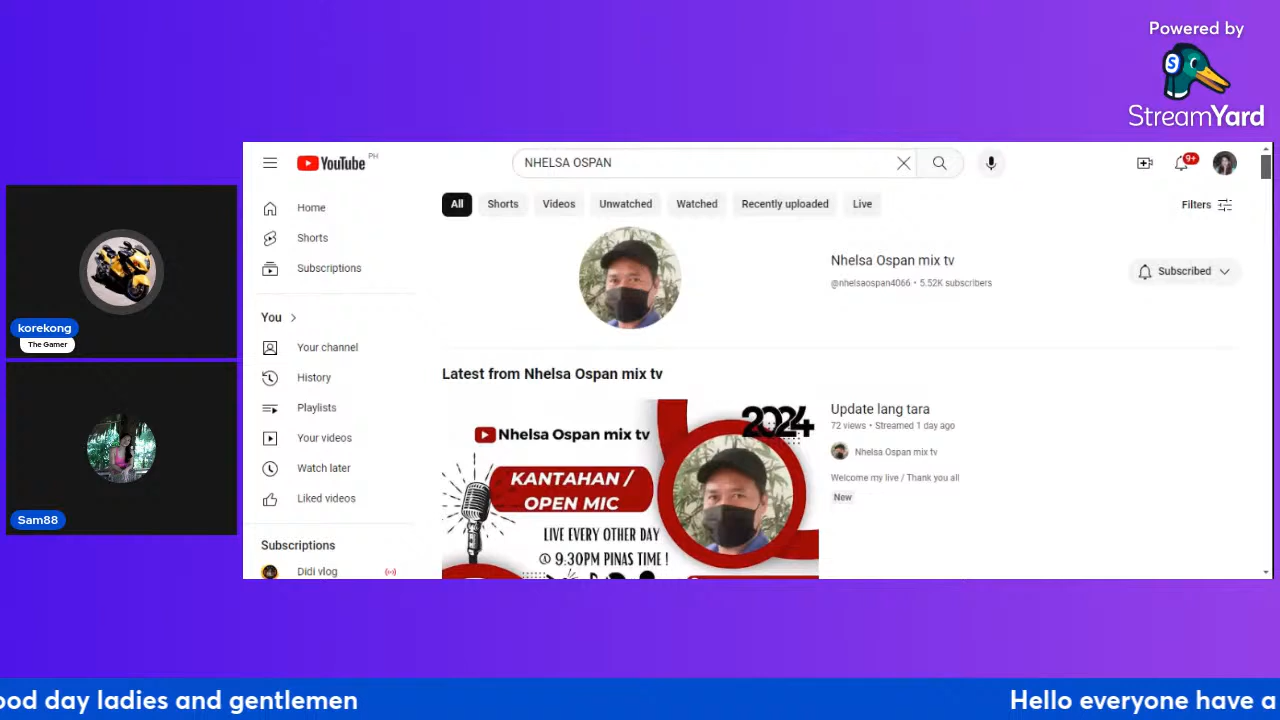 Powered by
StreamYard
YouTube PH
NHELSA OSPAN
9+
All
Shorts
Videos
Unwatched
Watched
Recently uploaded
Live
Filters
Home
Shorts
Subscriptions
You
Your channel
History
Playlists
Your videos
Watch later
Liked videos
Subscriptions
Didi vlog
Nhelsa Ospan mix tv
@nhelsaospan4066 • 5.52K subscribers
Subscribed
Latest from Nhelsa Ospan mix tv
Nhelsa Ospan mix tv
2024
KANTAHAN /
OPEN MIC
LIVE EVERY OTHER DAY
@ 9:30PM PINAS TIME !
Update lang tara
72 views • Streamed 1 day ago
Nhelsa Ospan mix tv
Welcome my live / Thank you all
New
korekong
The Gamer
Sam88
ood day ladies and gentlemen
Hello everyone have a